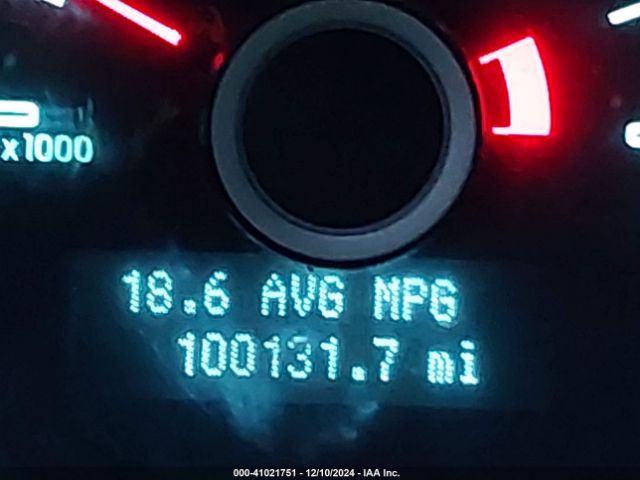 x1000
18.6 AVG MPG
100131.7 mi
000-41021751 - 12/10/2024 - IAA Inc.